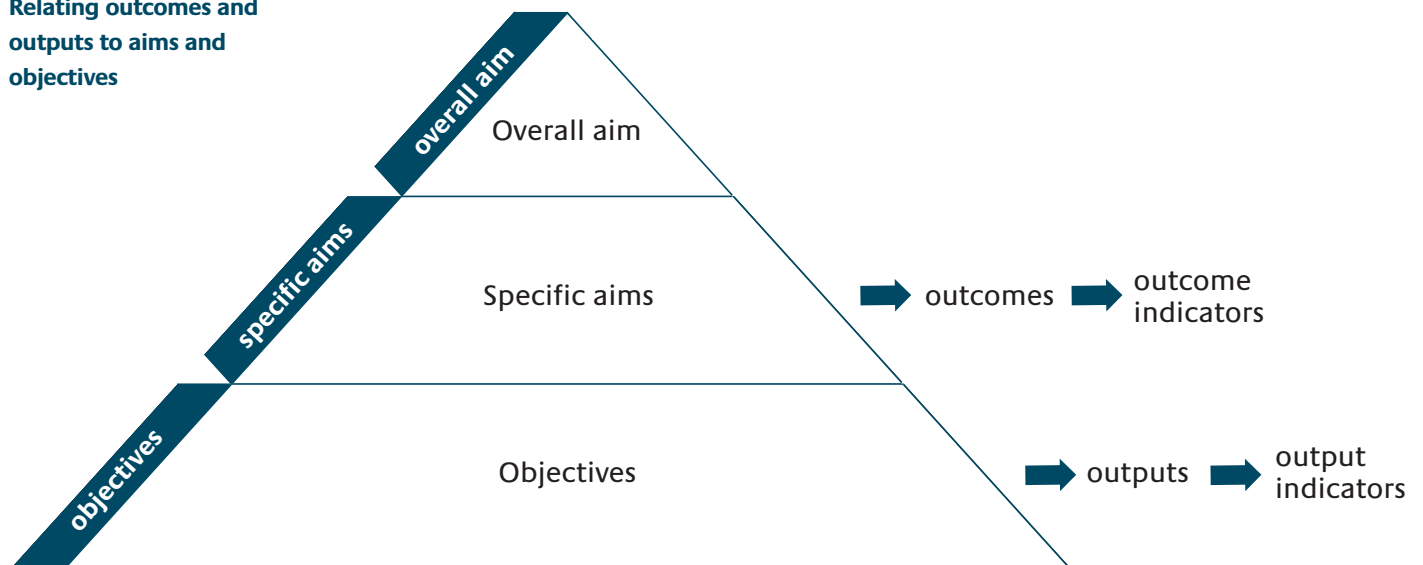 Relating outcomes and
outputs to aims and
objectives
overall aim
Overall aim
specific aims
Specific aims
outcomes
outcome
indicators
objectives
Objectives
outputs
output
indicators